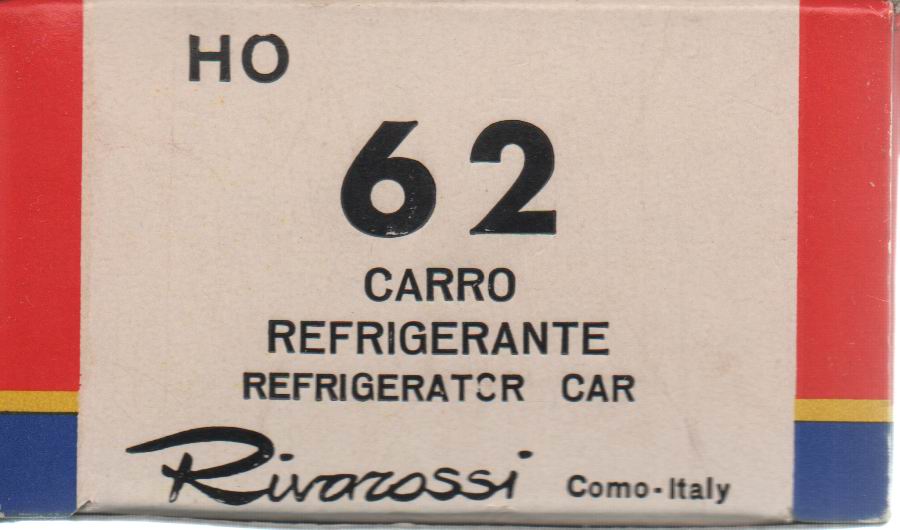 HO
62
CARRO
REFRIGERANTE
REFRIGERATOR CAR
Rivarossi Como-Italy